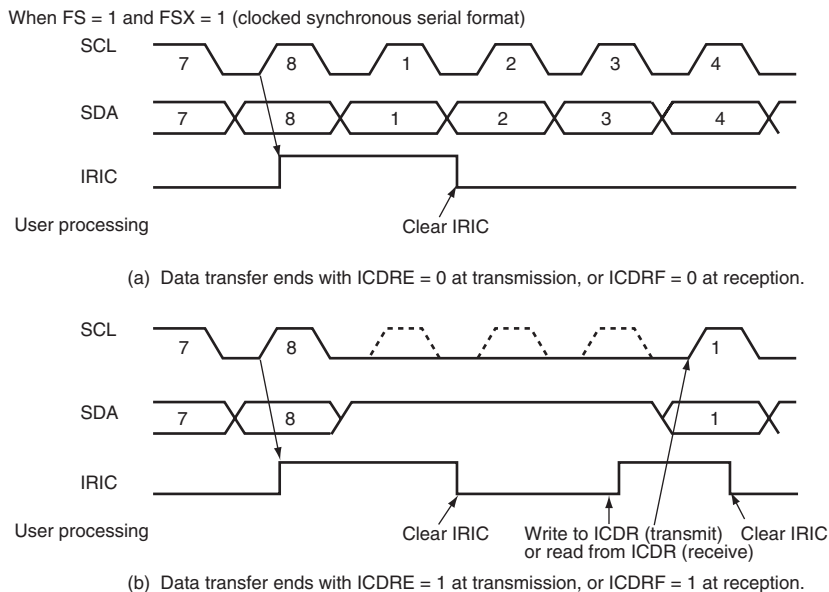 When FS = 1 and FSX = 1 (clocked synchronous serial format)
SCL
7 8 1 2 3 4
SDA
7 8 1 2 3 4
IRIC
User processing
Clear IRIC
(a) Data transfer ends with ICDRE = 0 at transmission, or ICDRF = 0 at reception.
SCL
7 8 1
SDA
7 8 1
IRIC
User processing
Clear IRIC
Write to ICDR (transmit)
or read from ICDR (receive)
Clear IRIC
(b) Data transfer ends with ICDRE = 1 at transmission, or ICDRF = 1 at reception.